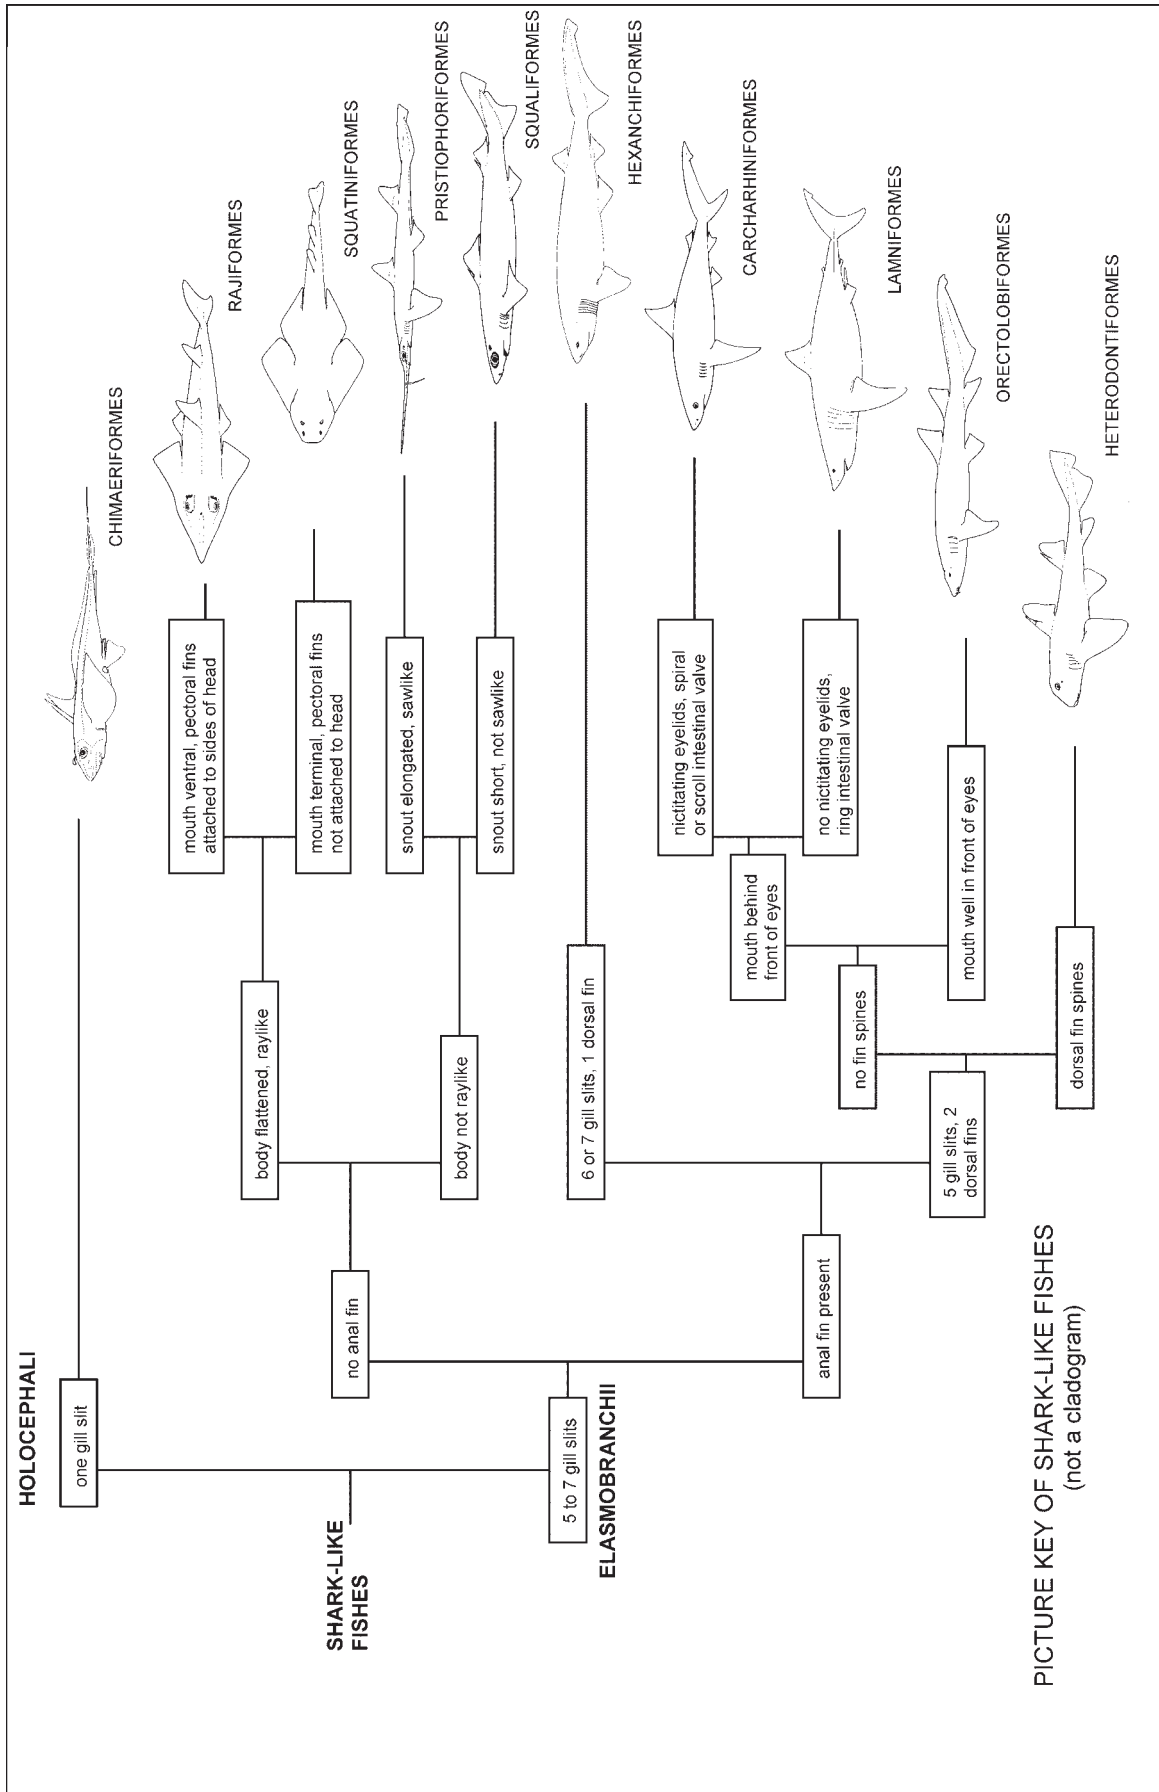 HOLOCEPHALI
one gill slit
CHIMAERIFORMES
SHARK-LIKE
FISHES
5 to 7 gill slits
ELASMOBRANCHII
no anal fin
body flattened, raylike
mouth ventral, pectoral fins
attached to sides of head
RAJIFORMES
mouth terminal, pectoral fins
not attached to head
SQUATINIFORMES
body not raylike
snout elongated, sawlike
PRISTIOPHORIFORMES
snout short, not sawlike
SQUALIFORMES
anal fin present
6 or 7 gill slits, 1 dorsal fin
HEXANCHIFORMES
5 gill slits, 2
dorsal fins
no fin spines
mouth behind
front of eyes
nictitating eyelids, spiral
or scroll intestinal valve
CARCHARHINIFORMES
no nictitating eyelids,
ring intestinal valve
LAMNIFORMES
mouth well in front of eyes
ORECTOLOBIFORMES
dorsal fin spines
HETERODONTIFORMES
PICTURE KEY OF SHARK-LIKE FISHES
(not a cladogram)